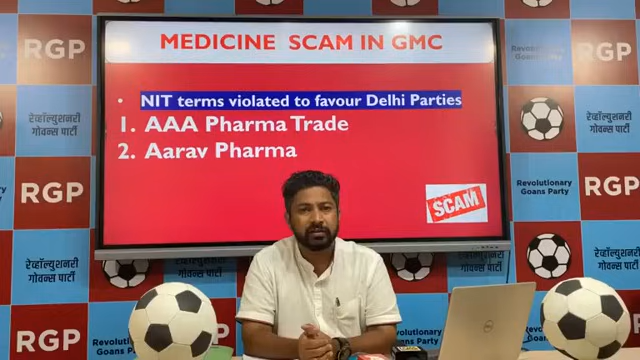 MEDICINE SCAM IN GMC
• NIT terms violated to favour Delhi Parties
1. AAA Pharma Trade
2. Aarav Pharma
SCAM
RGP
Revolutionary
Goans Party
RGP
रेव्हॉल्युशनरी
गोवन्स पार्टी
रेव्हॉल्युशनरी
गोवन्स पार्टी
RGP
Revolutionary
Goans Party
RGP
रेव्हॉल्युशनरी
गोवन्स पार्टी
रेव्हॉल्युशनरी
गोवन्स पार्टी
RGP
RGP
DELL